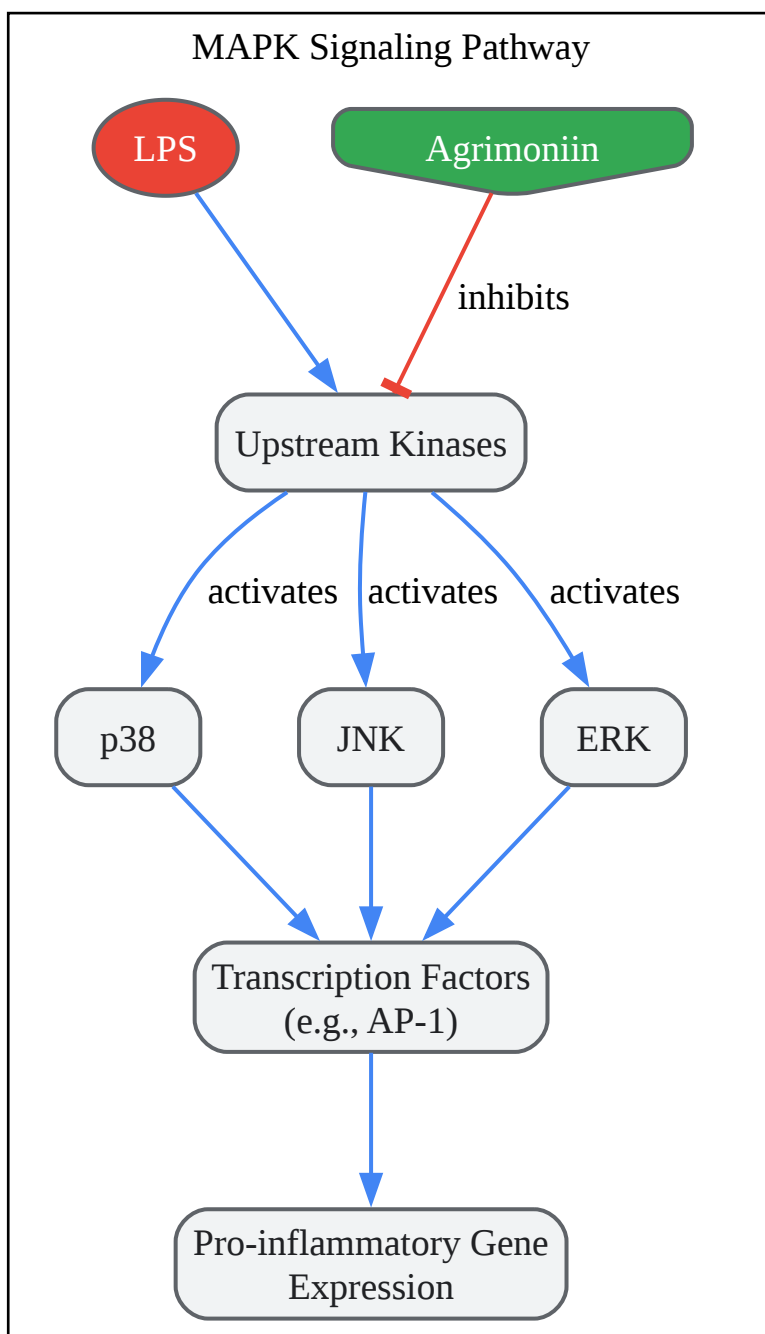 MAPK Signaling Pathway
LPS
Agrimoniin
inhibits
Upstream Kinases
activates
activates
activates
p38
JNK
ERK
Transcription Factors
(e.g., AP-1)
Pro-inflammatory Gene
Expression